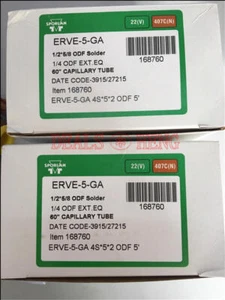 SPORLAN
22(V)
407C(N)
ERVE-5-GA
1/2*5/8 ODF Solder
1/4 ODF EXT.EQ
168760
60" CAPILLARY TUBE
DATE CODE-3915/27215
Item 168760
ERVE-5-GA 4S*5*2 ODF 5'
SPORLAN
22(V)
407C(N)
ERVE-5-GA
1/2*5/8 ODF Solder
1/4 ODF EXT.EQ
168760
60" CAPILLARY TUBE
DATE CODE-3915/27215
Item 168760
ERVE-5-GA 4S*5*2 ODF 5'